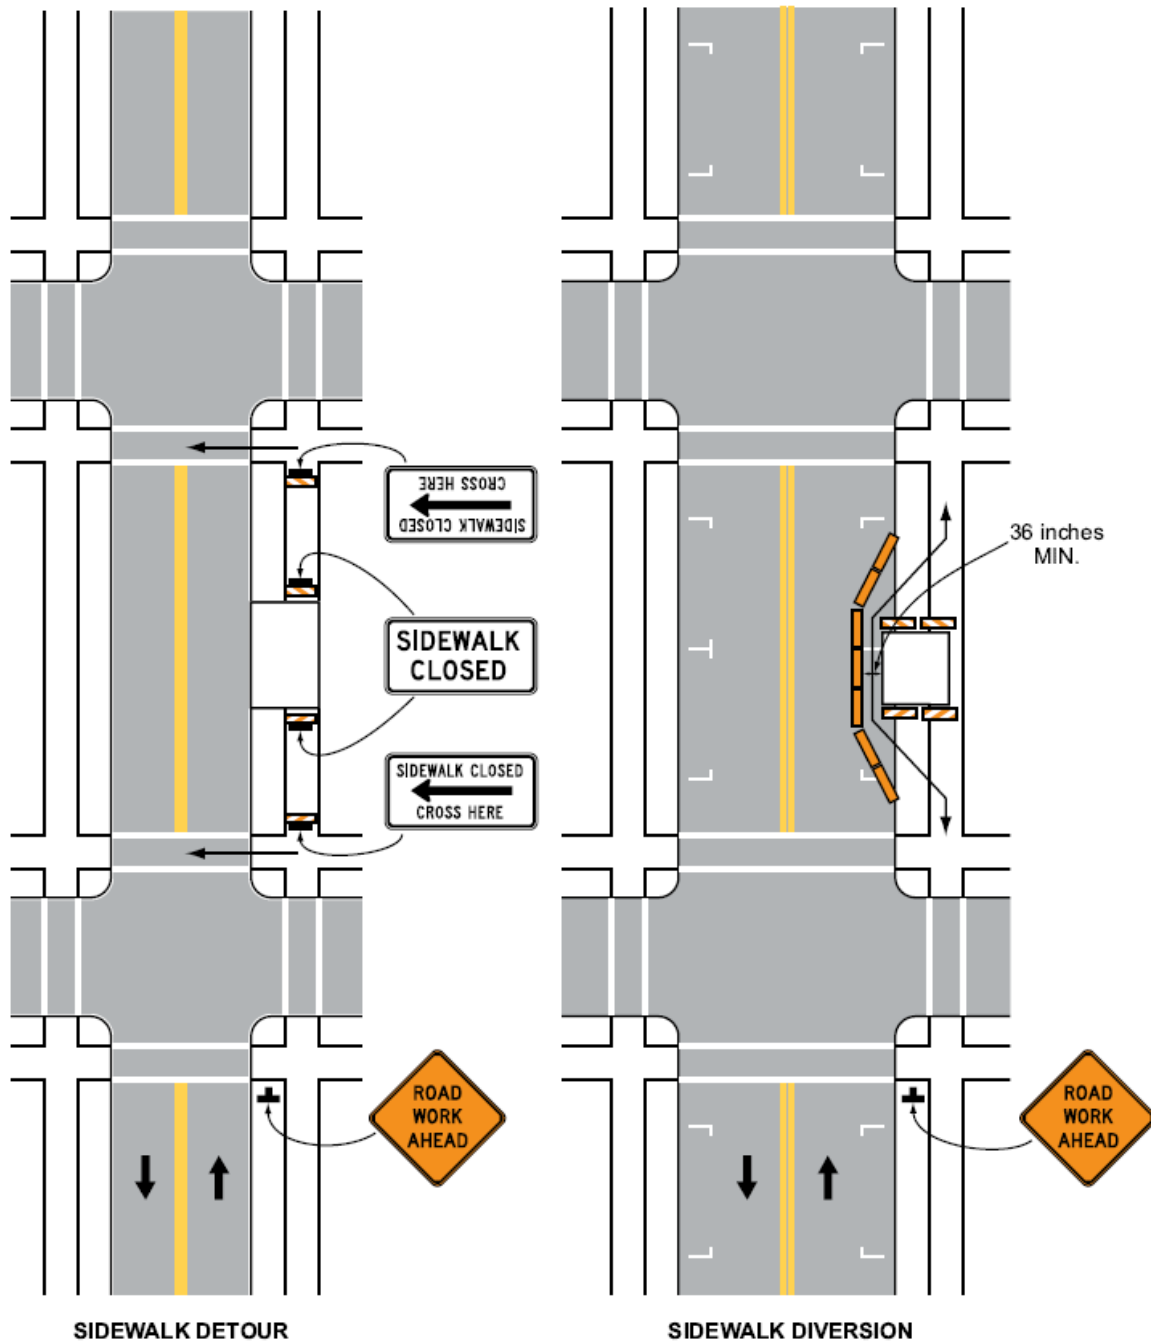 CROSS HERE
SIDEWALK CLOSED
36 inches
MIN.
SIDEWALK
CLOSED
SIDEWALK CLOSED
CROSS HERE
ROAD
WORK
AHEAD
ROAD
WORK
AHEAD
SIDEWALK DETOUR
SIDEWALK DIVERSION